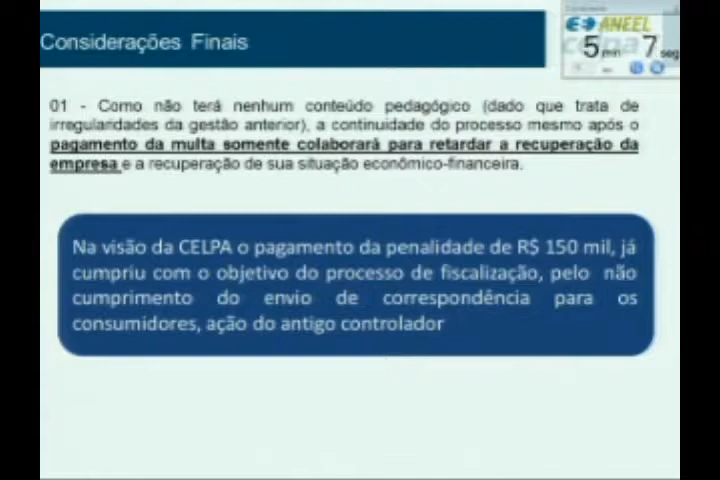 Considerações Finais
ANEEL
5 min 7 seg
01 - Como não terá nenhum conteúdo pedagógico (dado que trata de
irregularidades da gestão anterior), a continuidade do processo mesmo após o
pagamento da multa somente colaborará para retardar a recuperação da
empresa e a recuperação de sua situação econômico-financeira.
Na visão da CELPA o pagamento da penalidade de R$ 150 mil, já
cumpriu com o objetivo do processo de fiscalização, pelo não
cumprimento do envio de correspondência para os
consumidores, ação do antigo controlador